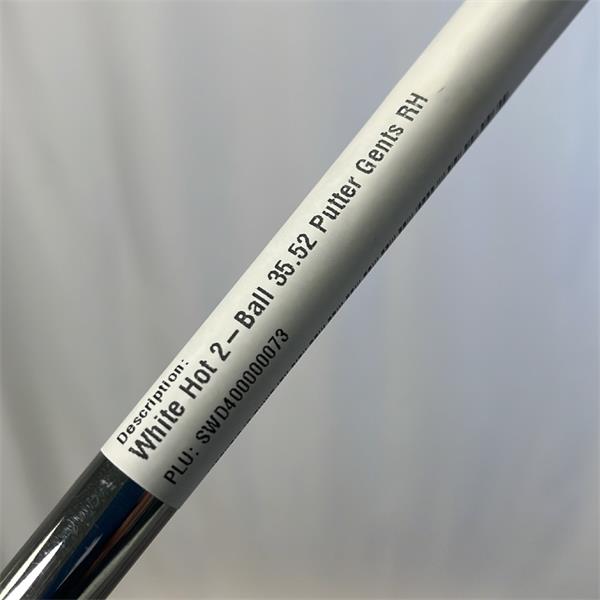 Description:
White Hot 2 – Ball 35.52 Putter Gents RH
PLU: SWD400000073